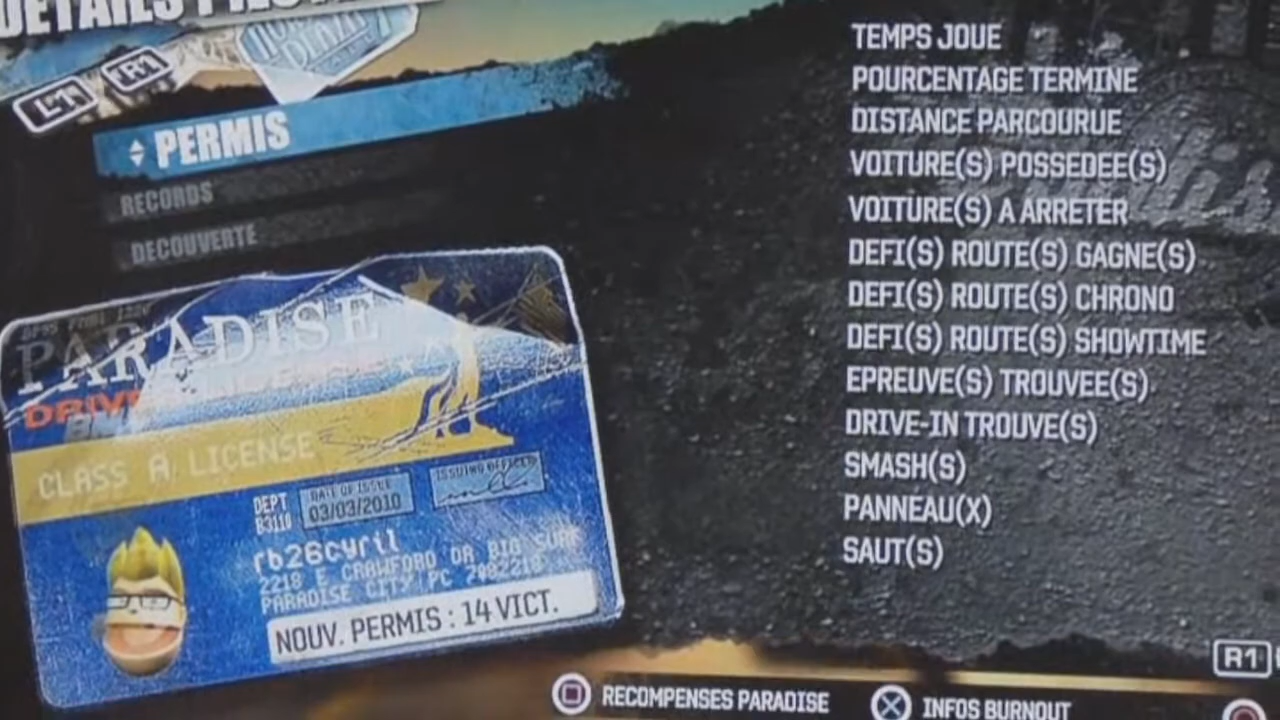 DETAILS
L1 R1
PERMIS
RECORDS
DECOUVERTE
PARADISE
CLASS A LICENSE
DEPT
B3110
DATE OF ISSUE
03/03/2010
ISSUING OFFICER
rb26cyril
2218 E CRAWFORD DR BIG SURF
PARADISE CITY PC 7082218
NOUV. PERMIS : 14 VICT.
TEMPS JOUE
POURCENTAGE TERMINE
DISTANCE PARCOURUE
VOITURE(S) POSSEDEE(S)
VOITURE(S) A ARRETER
DEFI(S) ROUTE(S) GAGNE(S)
DEFI(S) ROUTE(S) CHRONO
DEFI(S) ROUTE(S) SHOWTIME
EPREUVE(S) TROUVEE(S)
DRIVE-IN TROUVE(S)
SMASH(S)
PANNEAU(X)
SAUT(S)
R1
RECOMPENSES PARADISE
INFOS BURNOUT